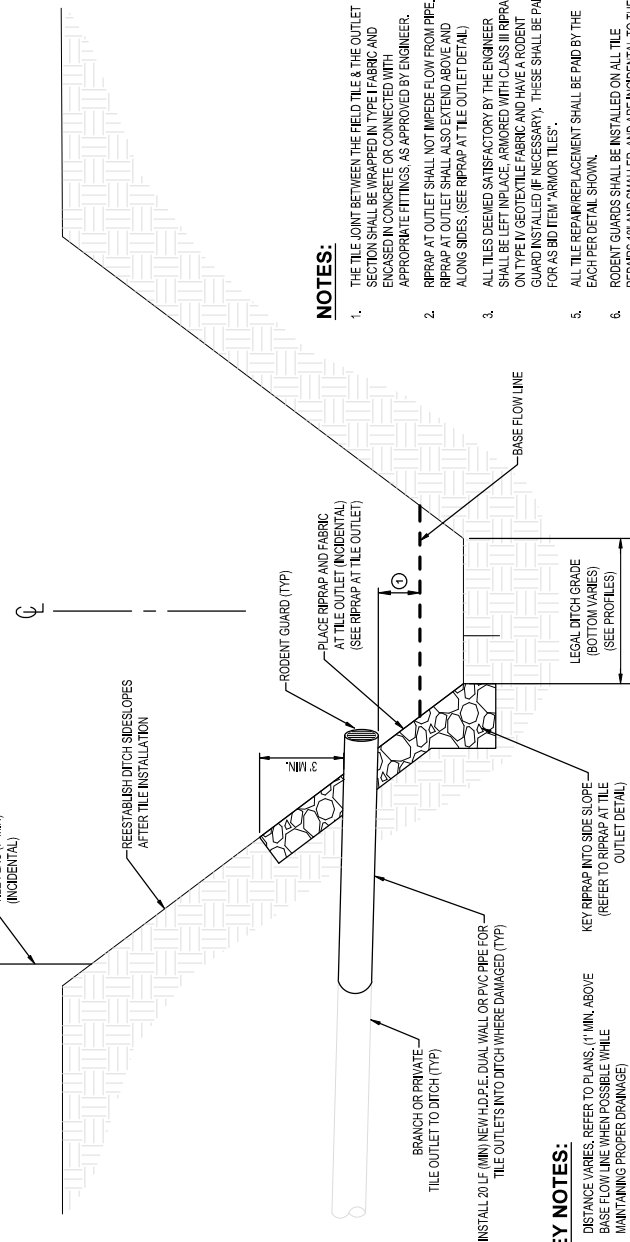 (INCIDENTAL)
REESTABLISH DITCH SIDESLOPES
AFTER TILE INSTALLATION
CL
RODENT GUARD (TYP)
PLACE RIPRAP AND FABRIC
AT TILE OUTLET (INCIDENTAL)
(SEE RIPRAP AT TILE OUTLET)
3' MIN.
1
BASE FLOW LINE
BRANCH OR PRIVATE
TILE OUTLET TO DITCH (TYP)
INSTALL 20 LF (MIN) NEW H.D.P.E. DUAL WALL OR PVC PIPE FOR
TILE OUTLETS INTO DITCH WHERE DAMAGED (TYP)
KEY RIPRAP INTO SIDE SLOPE
(REFER TO RIPRAP AT TILE
OUTLET DETAIL)
LEGAL DITCH GRADE
(BOTTOM VARIES)
(SEE PROFILES)
EY NOTES:
DISTANCE VARIES, REFER TO PLANS. (1' MIN. ABOVE
BASE FLOW LINE WHEN POSSIBLE WHILE
MAINTAINING PROPER DRAINAGE)
NOTES:
1. THE TILE JOINT BETWEEN THE FIELD TILE & THE OUTLET
SECTION SHALL BE WRAPPED IN TYPE I FABRIC AND
ENCASED IN CONCRETE OR CONNECTED WITH
APPROPRIATE FITTINGS, AS APPROVED BY ENGINEER.
2. RIPRAP AT OUTLET SHALL NOT IMPEDE FLOW FROM PIPE.
RIPRAP AT OUTLET SHALL ALSO EXTEND ABOVE AND
ALONG SIDES. (SEE RIPRAP AT TILE OUTLET DETAIL)
3. ALL TILES DEEMED SATISFACTORY BY THE ENGINEER
SHALL BE LEFT INPLACE, ARMORED WITH CLASS III RIPRA
ON TYPE IV GEOTEXTILE FABRIC AND HAVE A RODENT
GUARD INSTALLED (IF NECESSARY). THESE SHALL BE PAI
FOR AS BID ITEM "ARMOR TILES".
5. ALL TILE REPAIR/REPLACEMENT SHALL BE PAID BY THE
EACH PER DETAIL SHOWN.
6. RODENT GUARDS SHALL BE INSTALLED ON ALL TILE